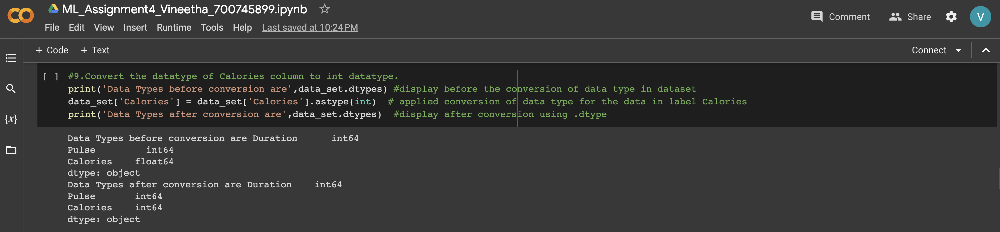 ML_Assignment4_Vineetha_700745899.ipynb
File Edit View Insert Runtime Tools Help Last saved at 10:24 PM
Comment Share V
+ Code + Text
Connect
{x}
[ ] #9.Convert the datatype of Calories column to int datatype.
print('Data Types before conversion are',data_set.dtypes) #display before the conversion of data type in dataset
data_set['Calories'] = data_set['Calories'].astype(int)  # applied conversion of data type for the data in label Calories
print('Data Types after conversion are',data_set.dtypes)  #display after conversion using .dtype
Data Types before conversion are Duration      int64
Pulse         int64
Calories    float64
dtype: object
Data Types after conversion are Duration    int64
Pulse       int64
Calories    int64
dtype: object